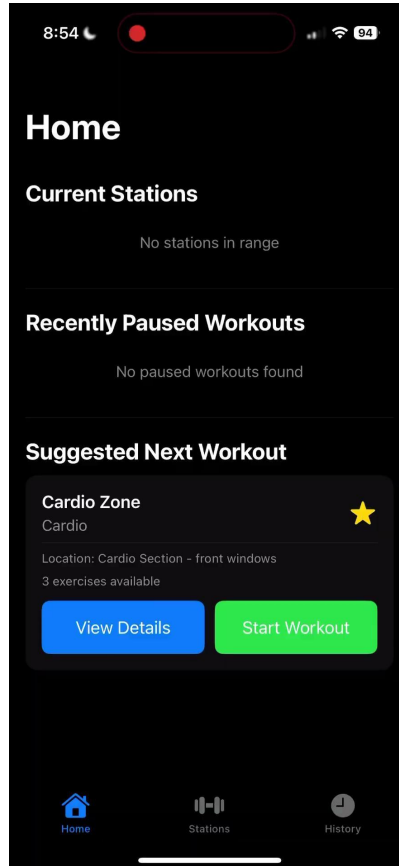 8:54
94
Home
Current Stations
No stations in range
Recently Paused Workouts
No paused workouts found
Suggested Next Workout
Cardio Zone
Cardio
Location: Cardio Section - front windows
3 exercises available
View Details Start Workout
Home Stations History